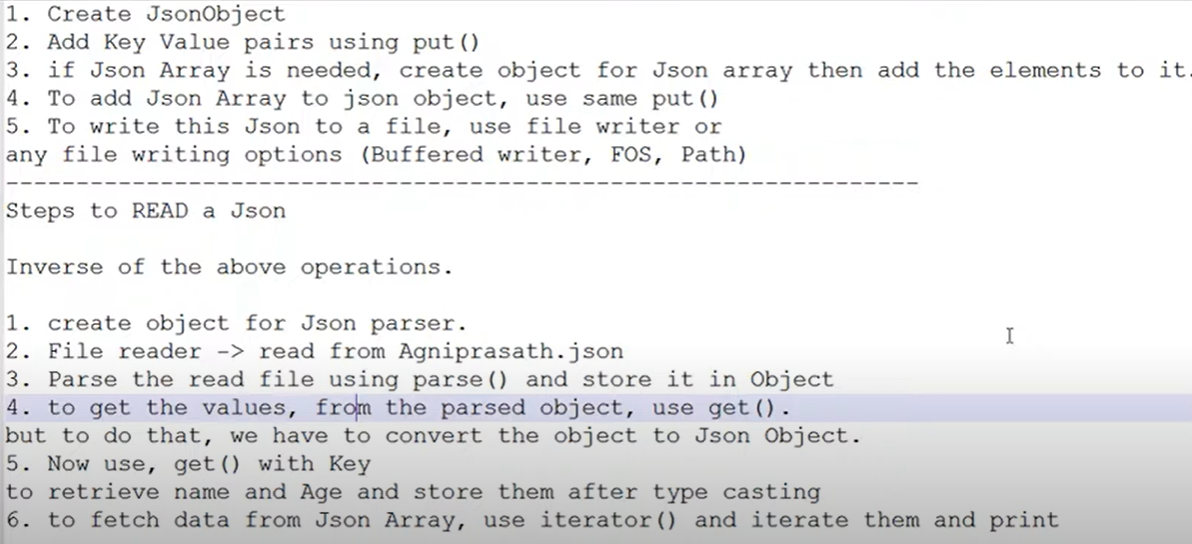 1. Create JsonObject
2. Add Key Value pairs using put()
3. if Json Array is needed, create object for Json array then add the elements to it.
4. To add Json Array to json object, use same put()
5. To write this Json to a file, use file writer or
any file writing options (Buffered writer, FOS, Path)
-----------------------------------------------------------------
Steps to READ a Json
Inverse of the above operations.
1. create object for Json parser.
2. File reader -> read from Agniprasath.json
3. Parse the read file using parse() and store it in Object
4. to get the values, from the parsed object, use get().
but to do that, we have to convert the object to Json Object.
5. Now use, get() with Key
to retrieve name and Age and store them after type casting
6. to fetch data from Json Array, use iterator() and iterate them and print